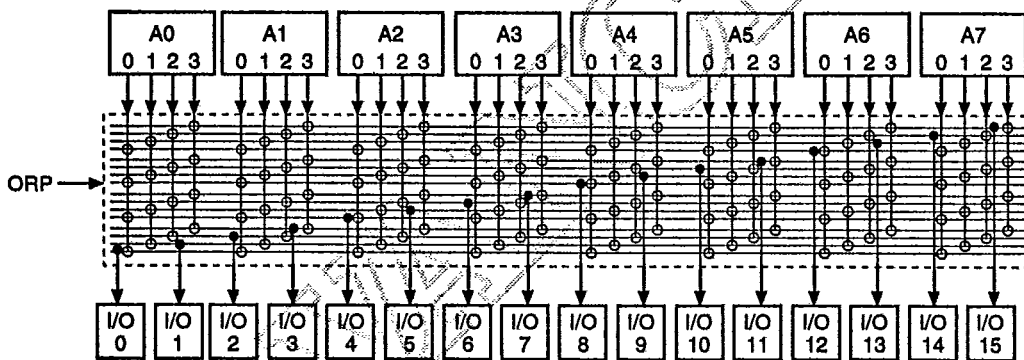 A0 A1 A2 A3 A4 A5 A6 A7
0 1 2 3 0 1 2 3 0 1 2 3 0 1 2 3 0 1 2 3 0 1 2 3 0 1 2 3 0 1 2 3
ORP
I/O I/O I/O I/O I/O I/O I/O I/O I/O I/O I/O I/O I/O I/O I/O I/O
0 1 2 3 4 5 6 7 8 9 10 11 12 13 14 15